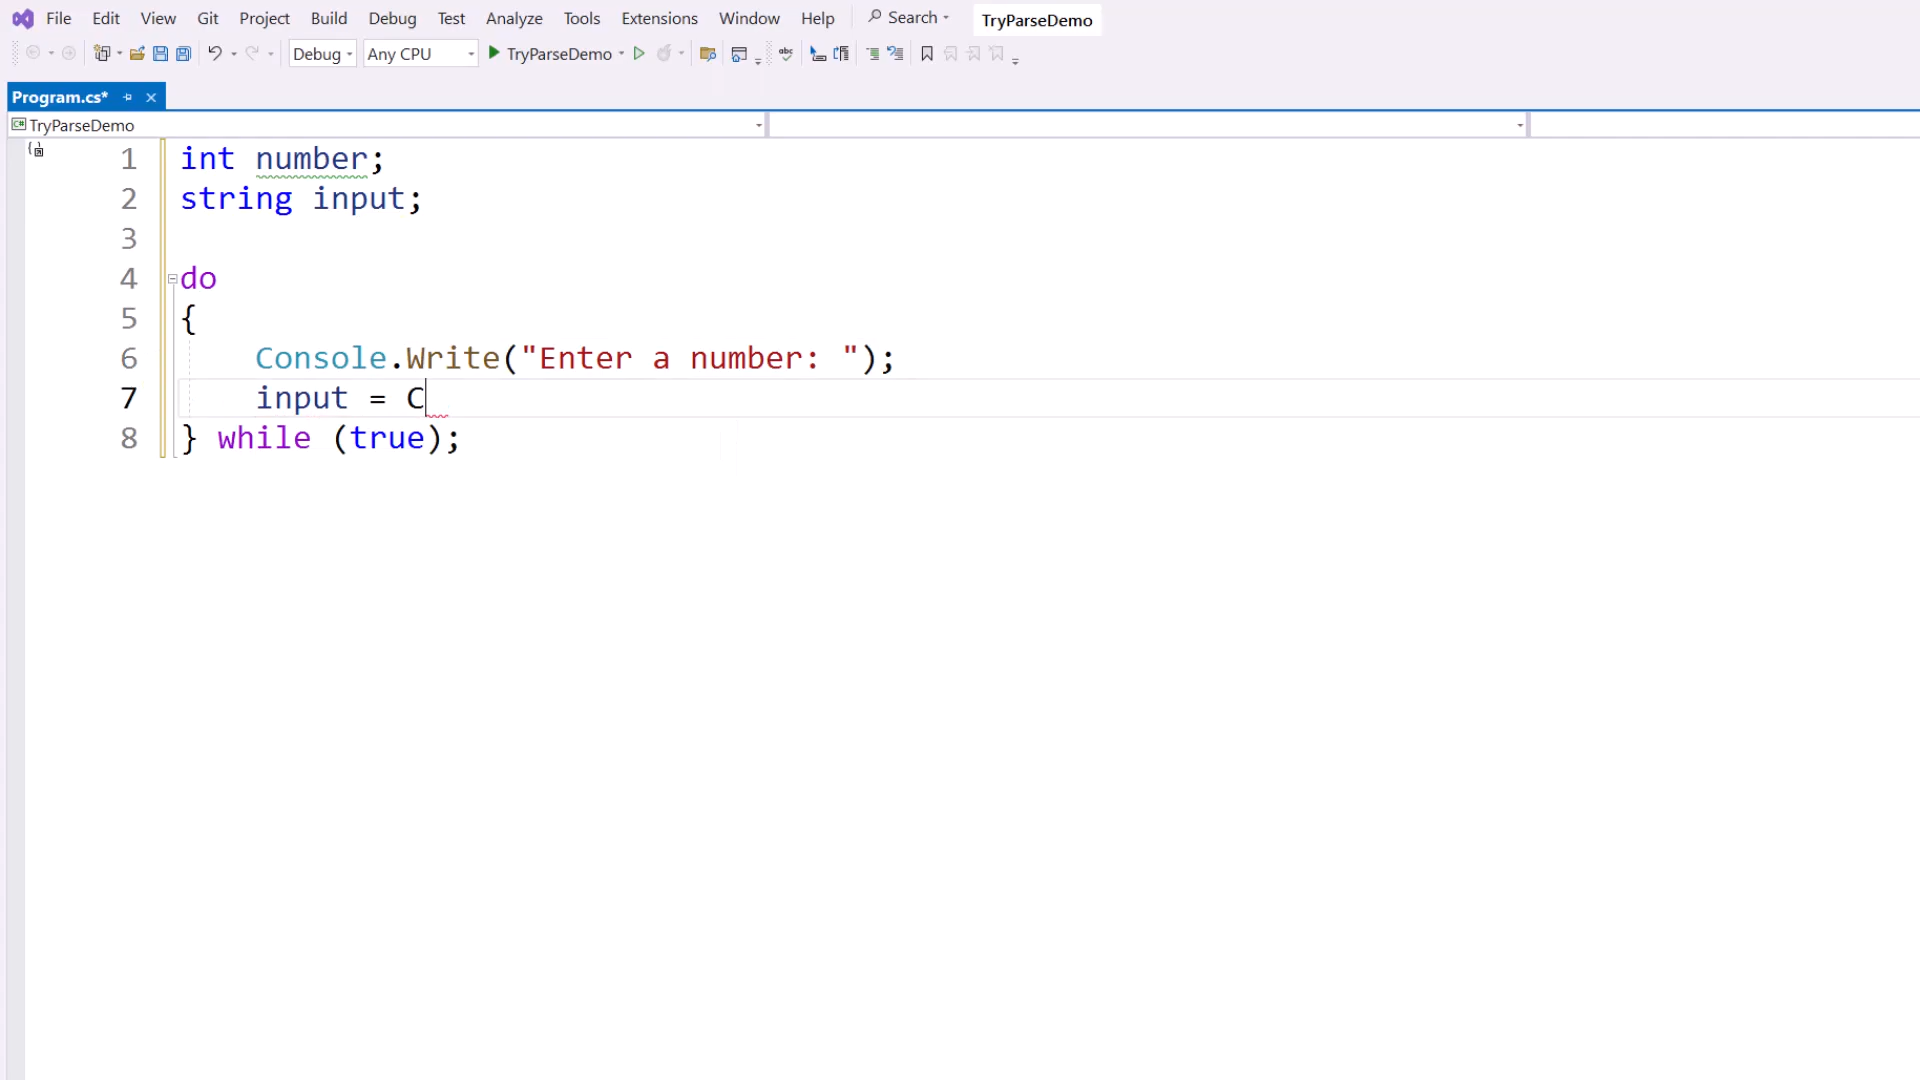 File Edit View Git Project Build Debug Test Analyze Tools Extensions Window Help Search TryParseDemo
Debug Any CPU TryParseDemo abc
Program.cs*
C# TryParseDemo
1 int number;
2 string input;
3
4 do
5 {
6 Console.Write("Enter a number: ");
7 input = C
8 } while (true);